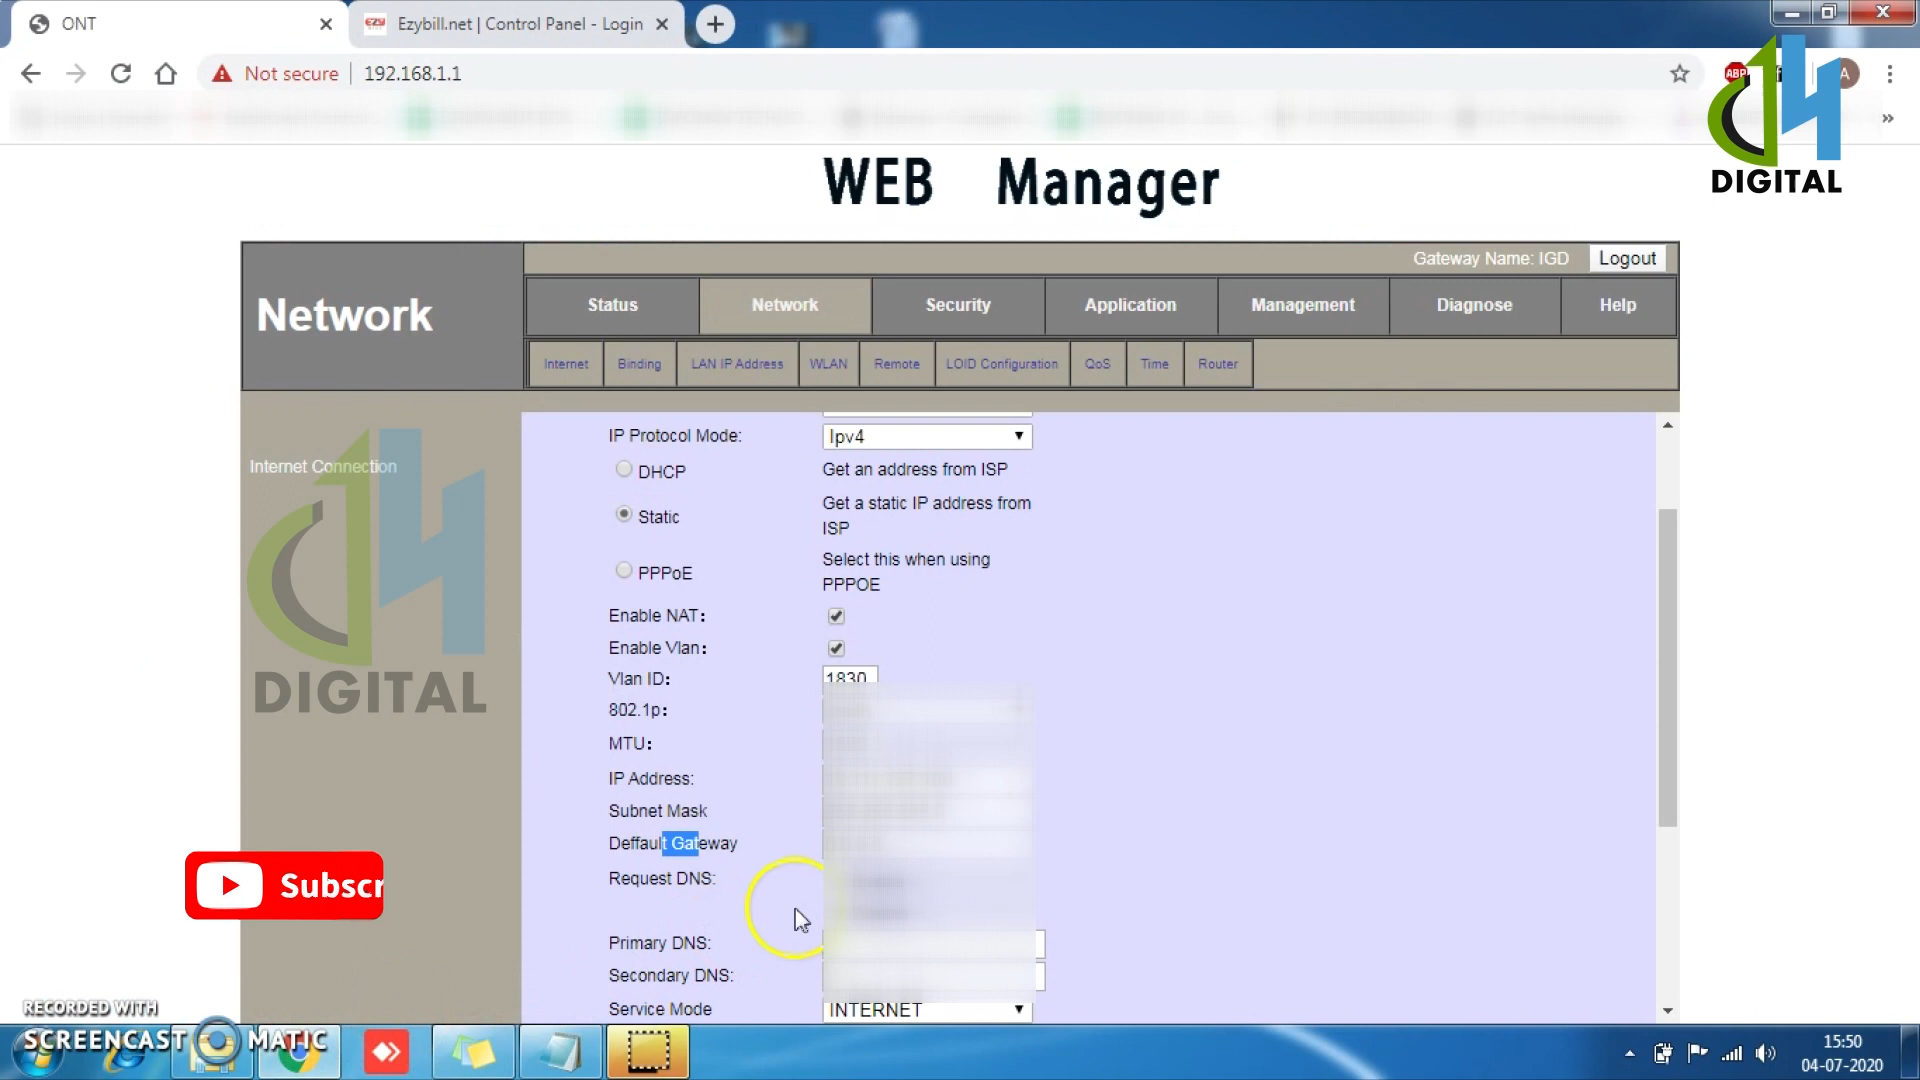 ONT
Ezybill.net | Control Panel - Login
Not secure
192.168.1.1
ABP
A
DIGITAL
WEB Manager
Gateway Name: IGD
Logout
Network
Status
Network
Security
Application
Management
Diagnose
Help
Internet
Binding
LAN IP Address
WLAN
Remote
LOID Configuration
QoS
Time
Router
Internet Connection
DIGITAL
IP Protocol Mode:
Ipv4
DHCP
Get an address from ISP
Static
Get a static IP address from
ISP
PPPoE
Select this when using
PPPOE
Enable NAT:
Enable Vlan:
Vlan ID:
1830
802.1p:
MTU:
IP Address:
Subnet Mask
Deffault Gateway
Request DNS:
Primary DNS:
Secondary DNS:
Service Mode
INTERNET
Subscr
RECORDED WITH
SCREENCAST MATIC
15:50
04-07-2020